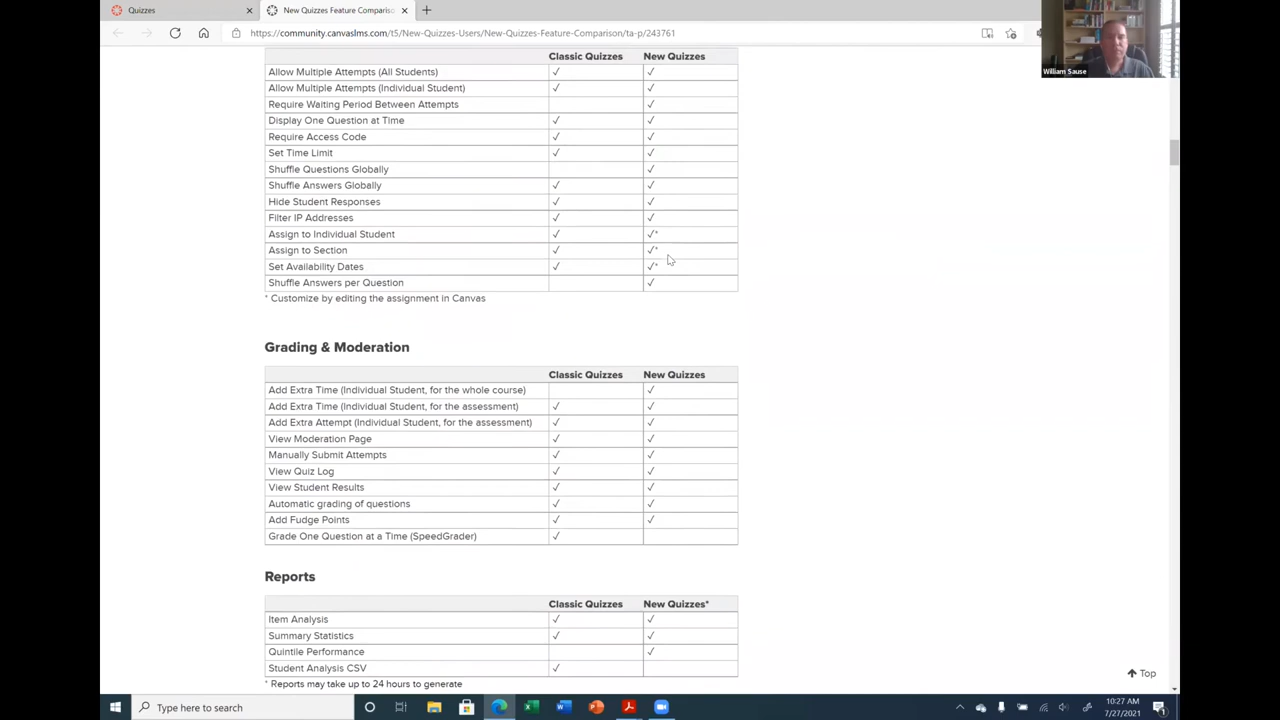 Quizzes
New Quizzes Feature Comparison
https://community.canvaslms.com/t5/New-Quizzes-Users/New-Quizzes-Feature-Comparison/ta-p/243761
William Sause
Classic Quizzes New Quizzes
Allow Multiple Attempts (All Students) ✓ ✓
Allow Multiple Attempts (Individual Student) ✓ ✓
Require Waiting Period Between Attempts ✓
Display One Question at Time ✓ ✓
Require Access Code ✓ ✓
Set Time Limit ✓ ✓
Shuffle Questions Globally ✓
Shuffle Answers Globally ✓ ✓
Hide Student Responses ✓ ✓
Filter IP Addresses ✓ ✓
Assign to Individual Student ✓ ✓*
Assign to Section ✓ ✓*
Set Availability Dates ✓ ✓*
Shuffle Answers per Question ✓
* Customize by editing the assignment in Canvas
Grading & Moderation
Classic Quizzes New Quizzes
Add Extra Time (Individual Student, for the whole course) ✓
Add Extra Time (Individual Student, for the assessment) ✓ ✓
Add Extra Attempt (Individual Student, for the assessment) ✓ ✓
View Moderation Page ✓ ✓
Manually Submit Attempts ✓ ✓
View Quiz Log ✓ ✓
View Student Results ✓ ✓
Automatic grading of questions ✓ ✓
Add Fudge Points ✓ ✓
Grade One Question at a Time (SpeedGrader) ✓
Reports
Classic Quizzes New Quizzes*
Item Analysis ✓ ✓
Summary Statistics ✓ ✓
Quintile Performance ✓
Student Analysis CSV ✓
* Reports may take up to 24 hours to generate
Top
Type here to search
10:27 AM
7/27/2021
1